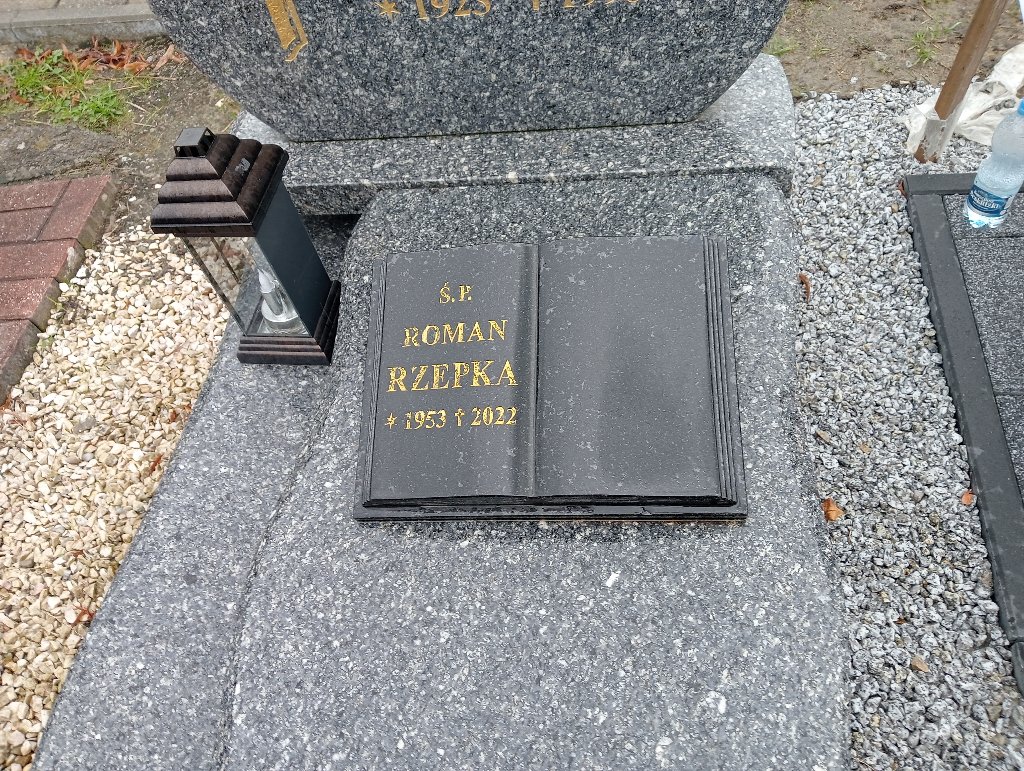 Ś.P.
ROMAN
RZEPKA
* 1953 † 2022